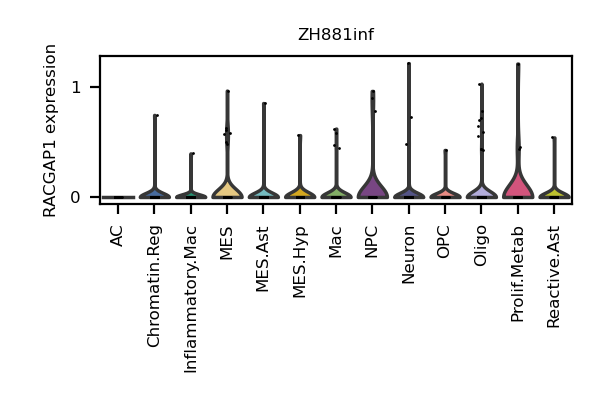 ZH881inf
RACGAP1 expression
1
0
AC
Chromatin.Reg
Inflammatory.Mac
MES
MES.Ast
MES.Hyp
Mac
NPC
Neuron
OPC
Oligo
Prolif.Metab
Reactive.Ast